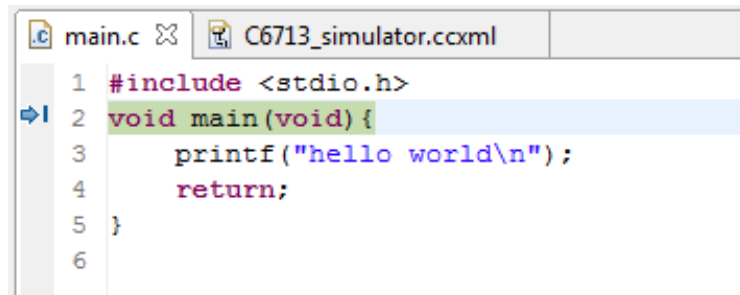 .c main.c C6713_simulator.ccxml
1 #include <stdio.h>
2 void main(void){
3 printf("hello world\n");
4 return;
5 }
6